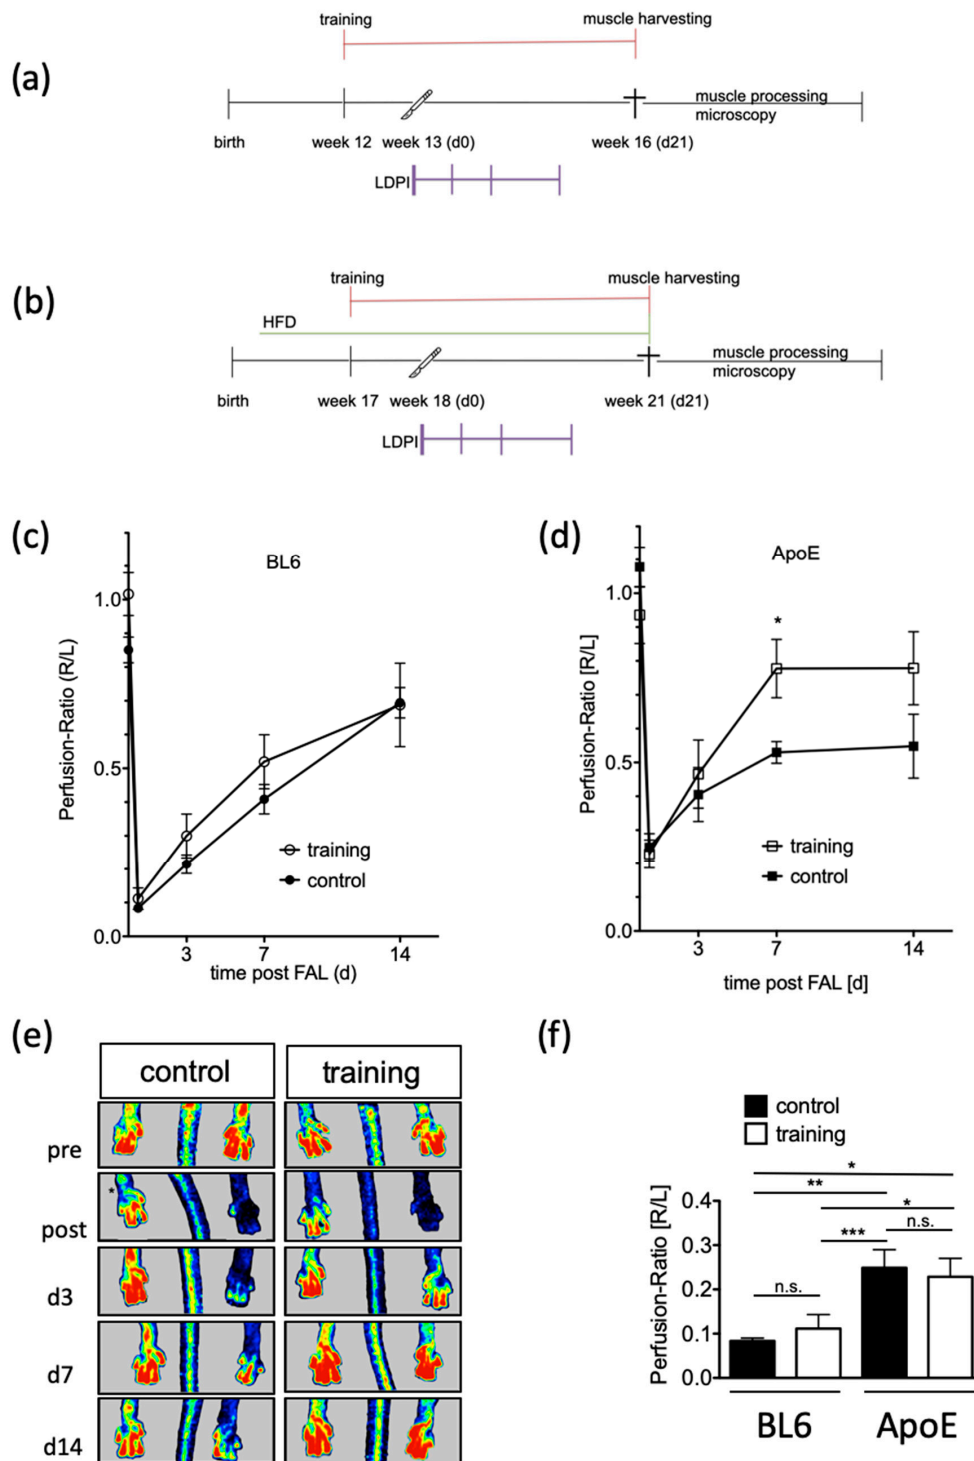 (a)
training
muscle harvesting
muscle processing
microscopy
birth
week 12
week 13 (d0)
week 16 (d21)
LDPI
(b)
training
muscle harvesting
HFD
muscle processing
microscopy
birth
week 17
week 18 (d0)
week 21 (d21)
LDPI
(c)
BL6
Perfusion-Ratio (R/L)
1.0
0.5
0.0
training
control
3
7
14
time post FAL (d)
(d)
ApoE
*
Perfusion-Ratio [R/L]
1.0
0.5
0.0
training
control
3
7
14
time post FAL [d]
(e)
control
training
pre
*
post
d3
d7
d14
(f)
control
training
*
**
*
***
n.s.
n.s.
Perfusion-Ratio [R/L]
0.4
0.3
0.2
0.1
0.0
BL6
ApoE